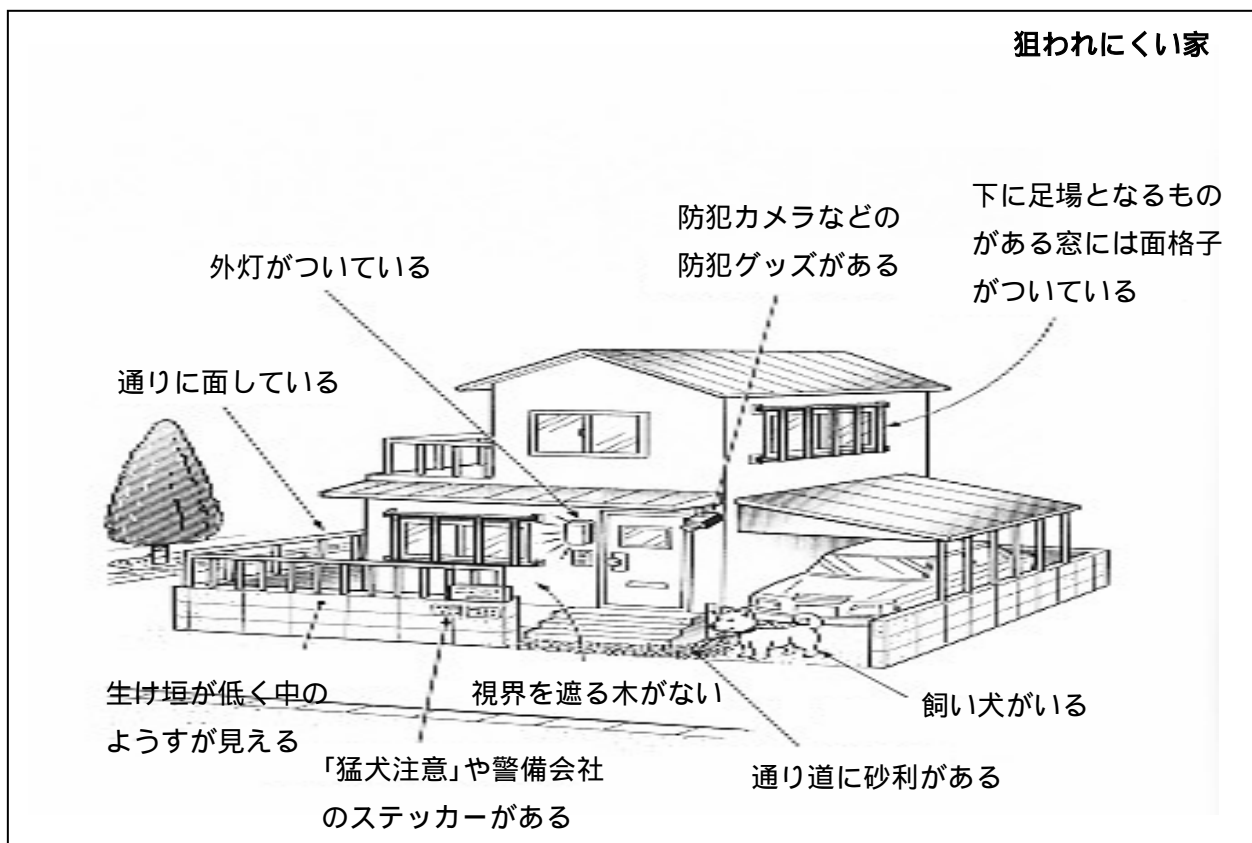 狙われにくい家
下に足場となるもの
がある窓には面格子
がついている
防犯カメラなどの
防犯グッズがある
外灯がついている
通りに面している
生け垣が低く中の
ようすが見える
視界を遮る木がない
飼い犬がいる
「猛犬注意」や警備会社
のステッカーがある
通り道に砂利がある